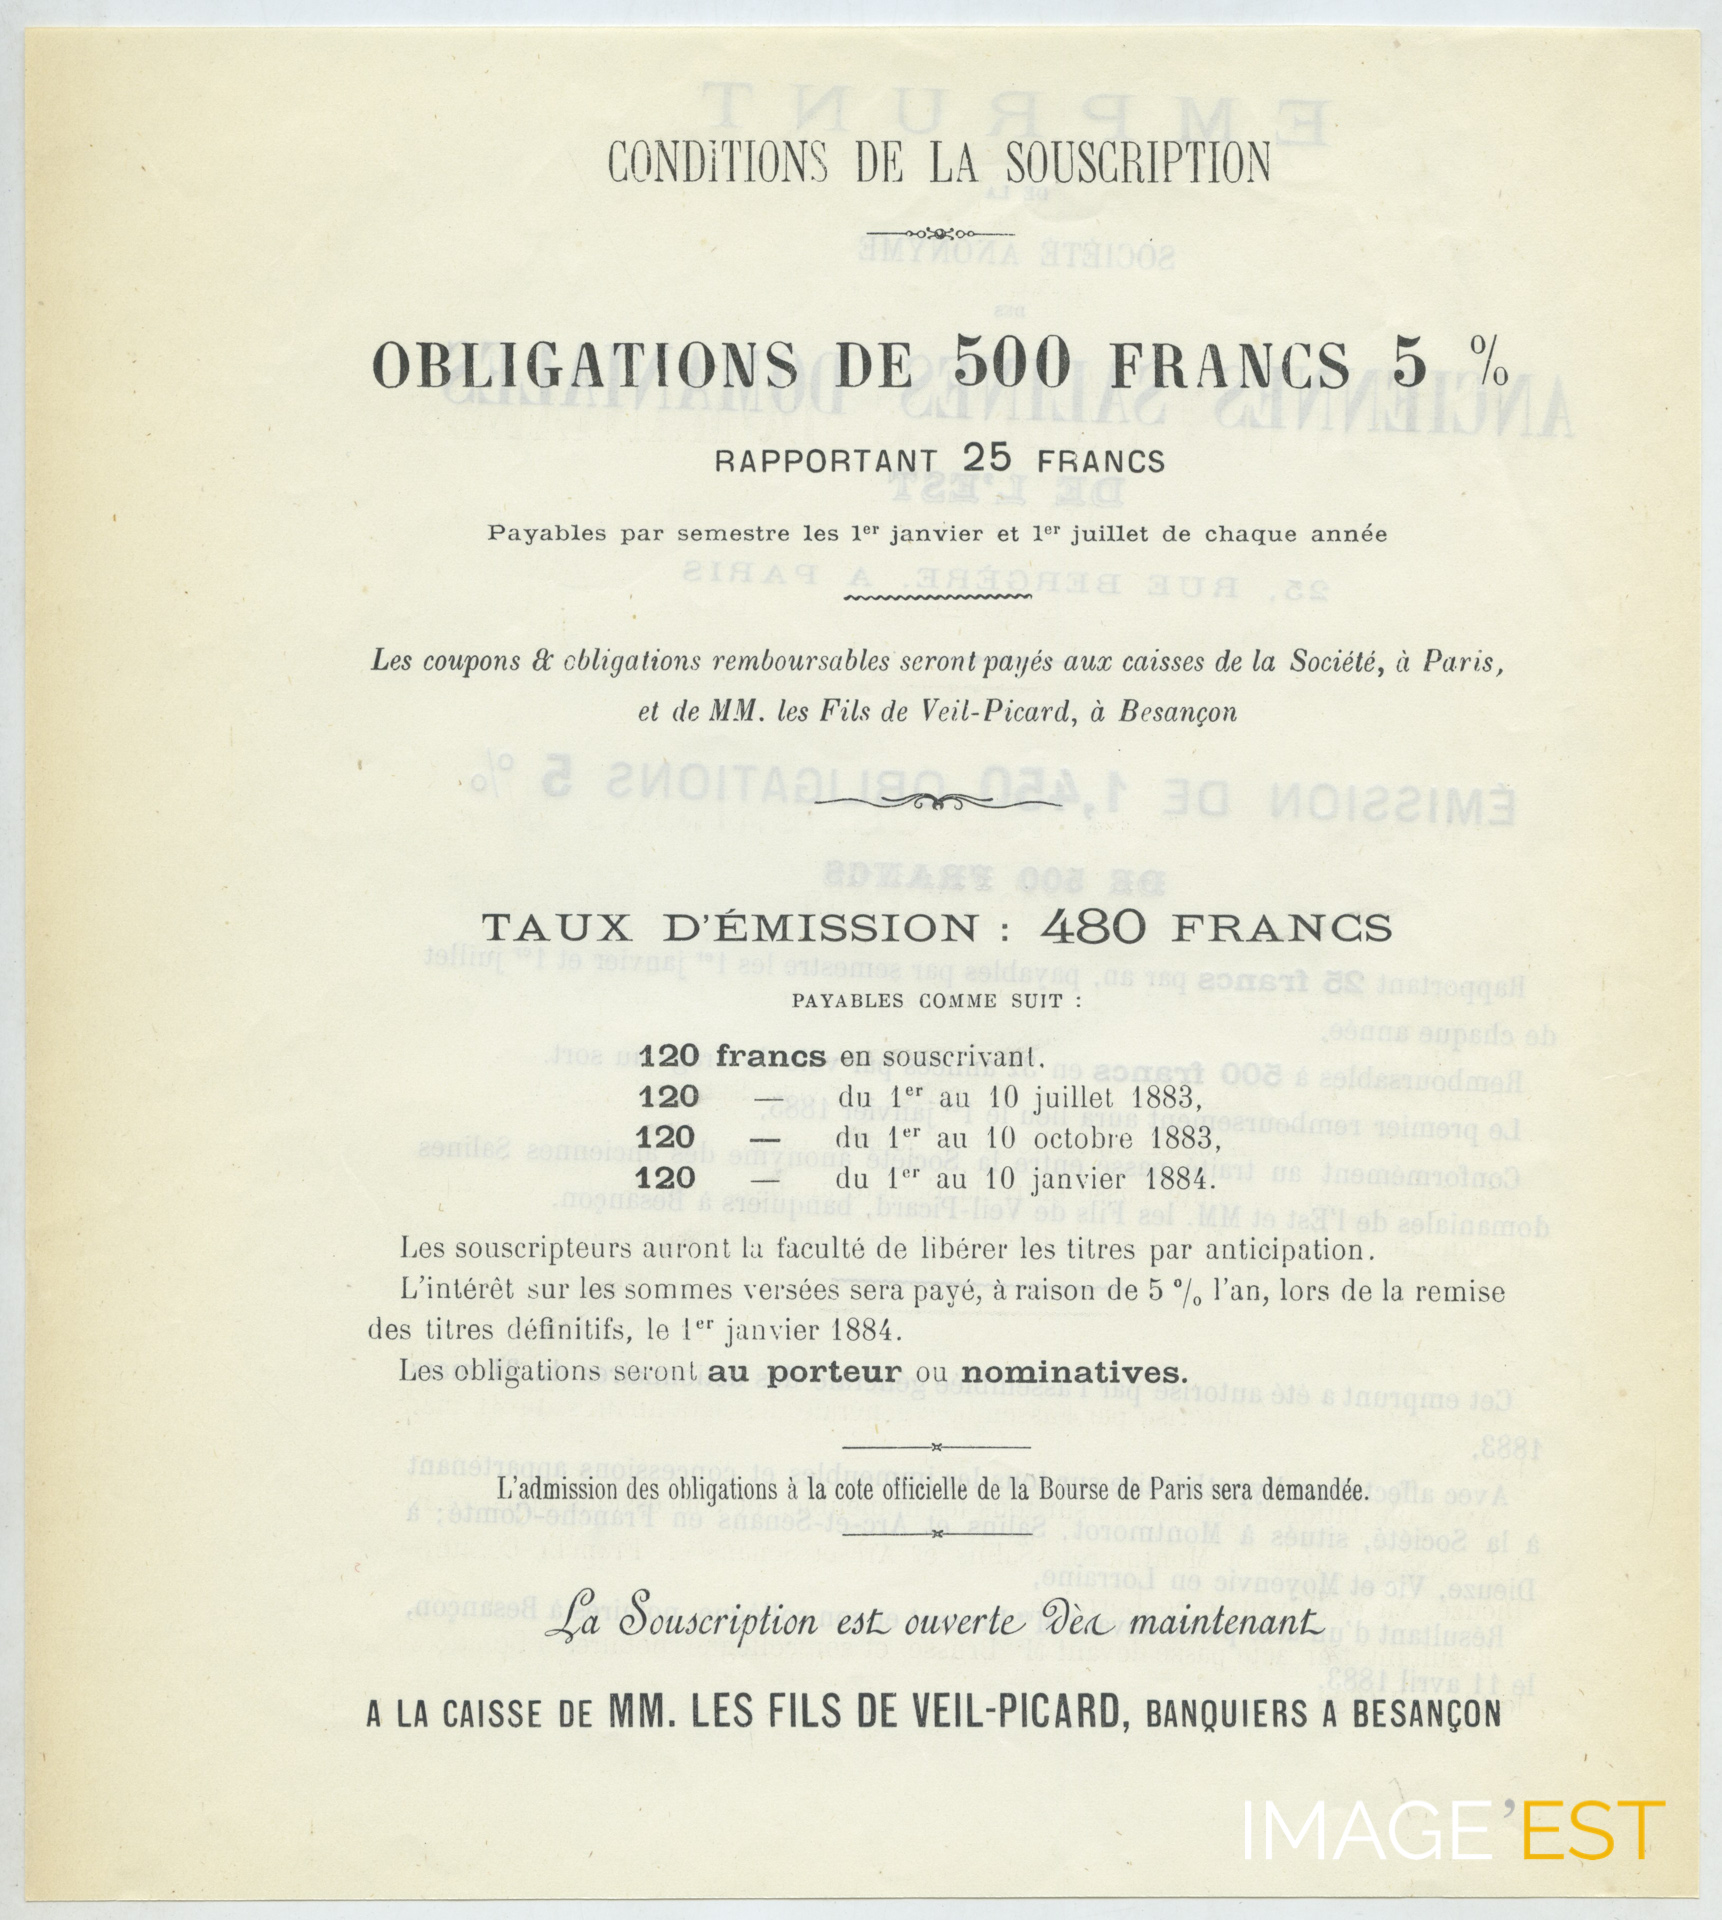 CONDITIONS DE LA SOUSCRIPTION
OBLIGATIONS DE 500 FRANCS 5 %
RAPPORTANT 25 FRANCS
Payables par semestre les 1er janvier et 1er juillet de chaque année
Les coupons & obligations remboursables seront payés aux caisses de la Société, à Paris,
et de MM. les Fils de Veil-Picard, à Besançon
TAUX D'ÉMISSION : 480 FRANCS
PAYABLES COMME SUIT :
120 francs en souscrivant.
120 — du 1er au 10 juillet 1883,
120 — du 1er au 10 octobre 1883,
120 — du 1er au 10 janvier 1884.
Les souscripteurs auront la faculté de libérer les titres par anticipation.
L'intérêt sur les sommes versées sera payé, à raison de 5 % l'an, lors de la remise
des titres définitifs, le 1er janvier 1884.
Les obligations seront au porteur ou nominatives.
L'admission des obligations à la cote officielle de la Bourse de Paris sera demandée.
La Souscription est ouverte dès maintenant
A LA CAISSE DE MM. LES FILS DE VEIL-PICARD, BANQUIERS A BESANÇON
IMAGE'EST